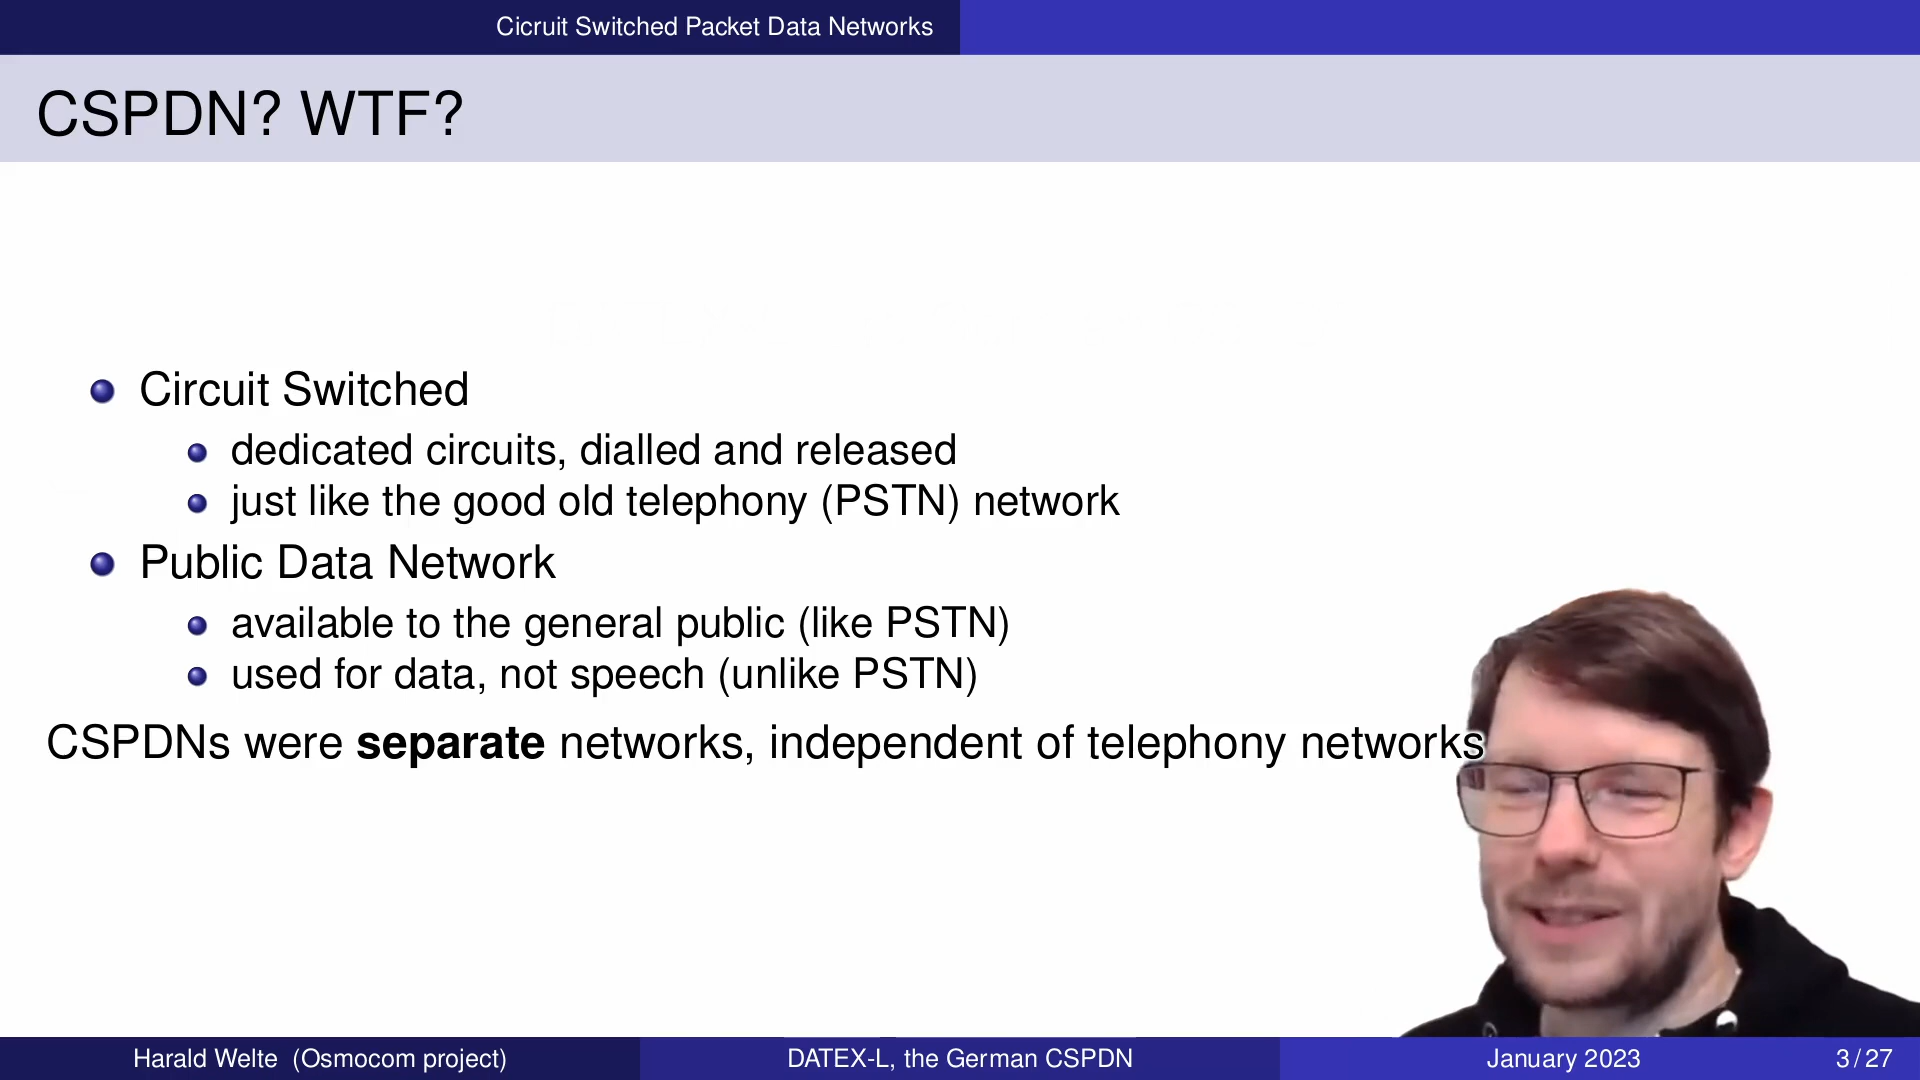 Cicruit Switched Packet Data Networks
CSPDN? WTF?
Circuit Switched
dedicated circuits, dialled and released
just like the good old telephony (PSTN) network
Public Data Network
available to the general public (like PSTN)
used for data, not speech (unlike PSTN)
CSPDNs were separate networks, independent of telephony networks
Harald Welte (Osmocom project)
DATEX-L, the German CSPDN
January 2023
3 / 27